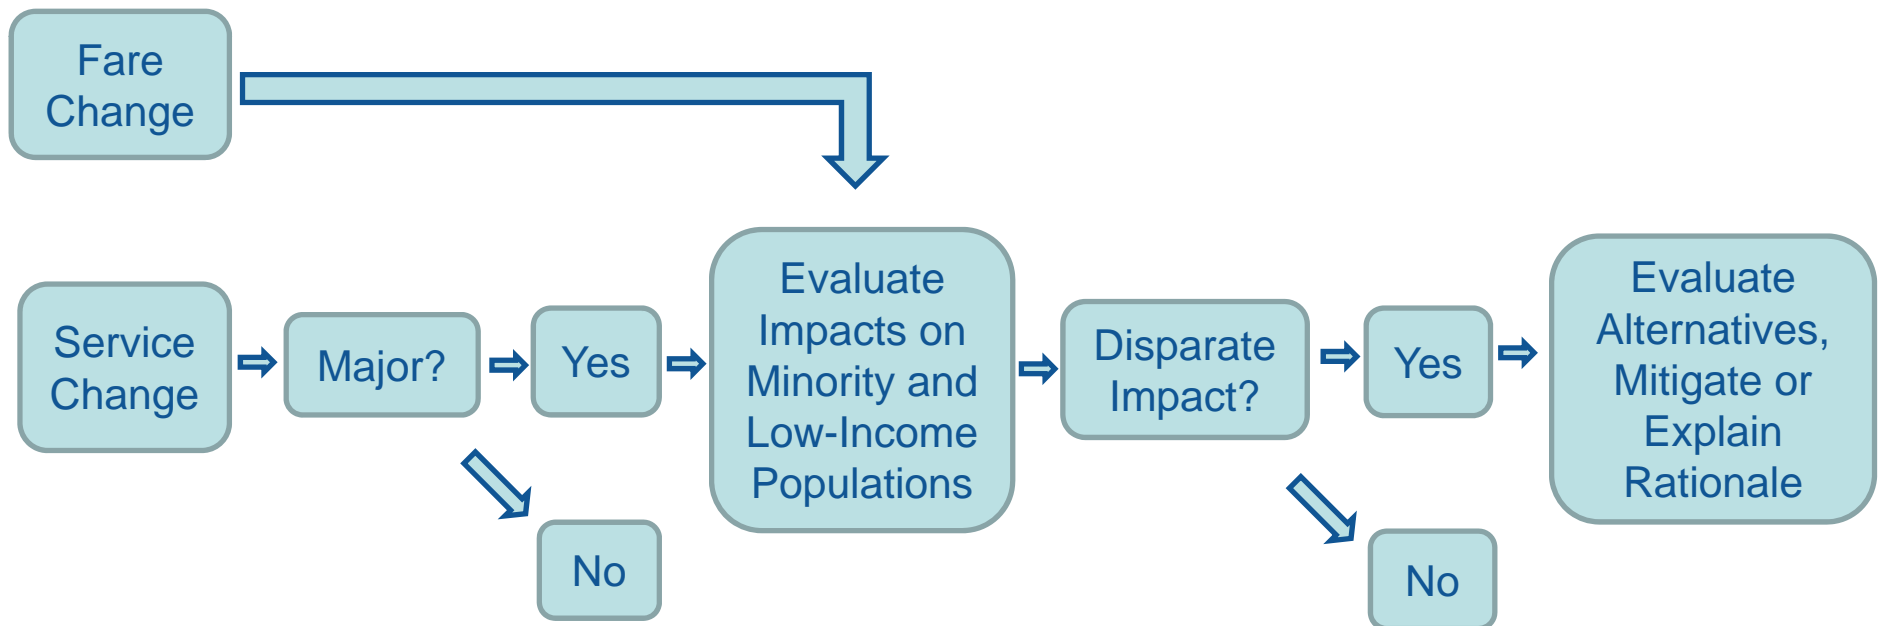 Fare
Change
Service
Change
Major?
Yes
No
Evaluate
Impacts on
Minority and
Low-Income
Populations
Disparate
Impact?
Yes
No
Evaluate
Alternatives,
Mitigate or
Explain
Rationale